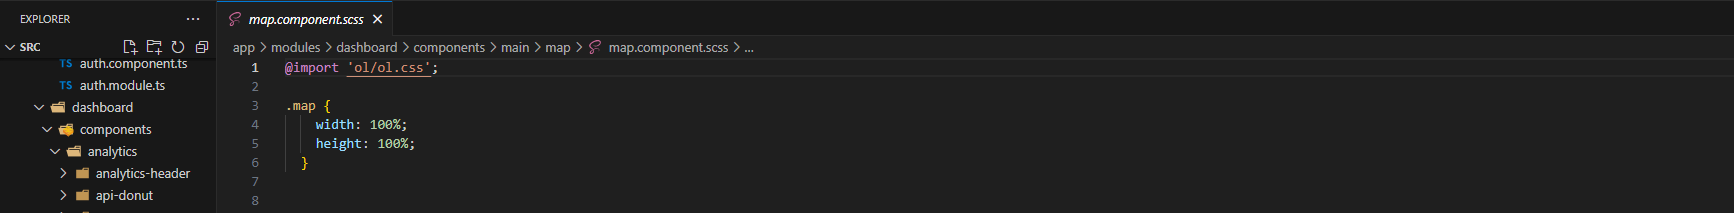 EXPLORER ...
SRC
TS auth.component.ts
TS auth.module.ts
dashboard
components
analytics
analytics-header
api-donut
map.component.scss
app > modules > dashboard > components > main > map > map.component.scss > ...
1 @import 'ol/ol.css';
2
3 .map {
4 width: 100%;
5 height: 100%;
6 }
7
8